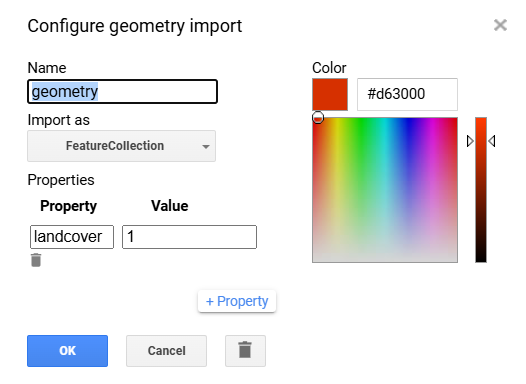 Configure geometry import
Name
geometry
Import as
FeatureCollection
Properties
Property Value
landcover 1
+ Property
OK Cancel
Color
#d63000